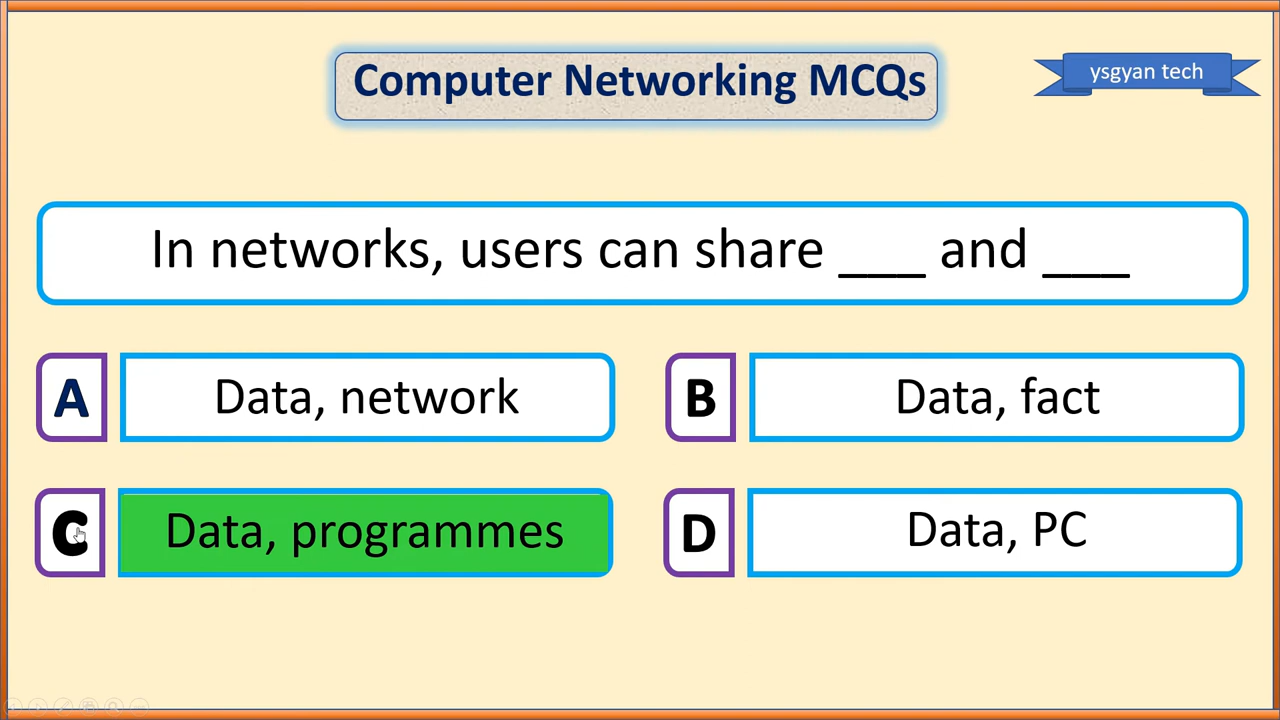 Computer Networking MCQs
ysgyan tech
In networks, users can share ___ and ___
A
Data, network
B
Data, fact
C
Data, programmes
D
Data, PC